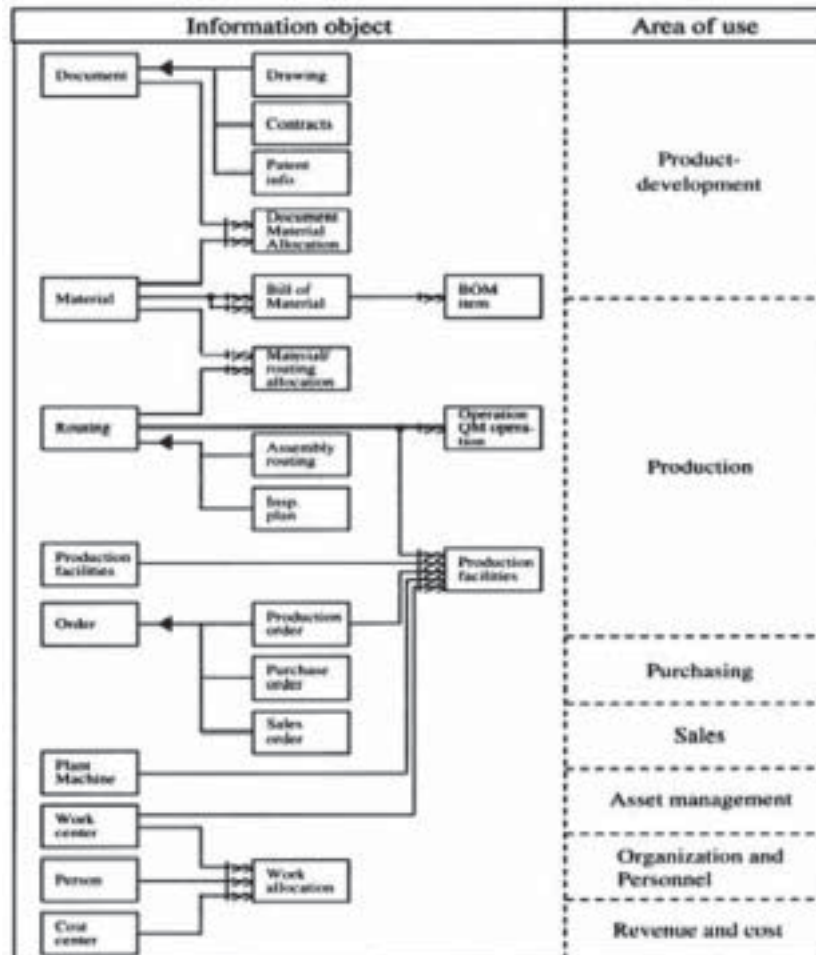 Information object
Area of use
Document
Drawing
Contracts
Patent
info
Document
Material
Allocation
Product-
development
Material
Bill of
Material
BOM
item
Material/
routing
allocation
Routing
Operation
QM opera-
tion
Assembly
routing
Insp.
plan
Production
Production
facilities
Production
facilities
Order
Production
order
Purchase
order
Purchasing
Sales
order
Sales
Plant
Machine
Asset management
Work
center
Person
Work
allocation
Organization and
Personnel
Cost
center
Revenue and cost